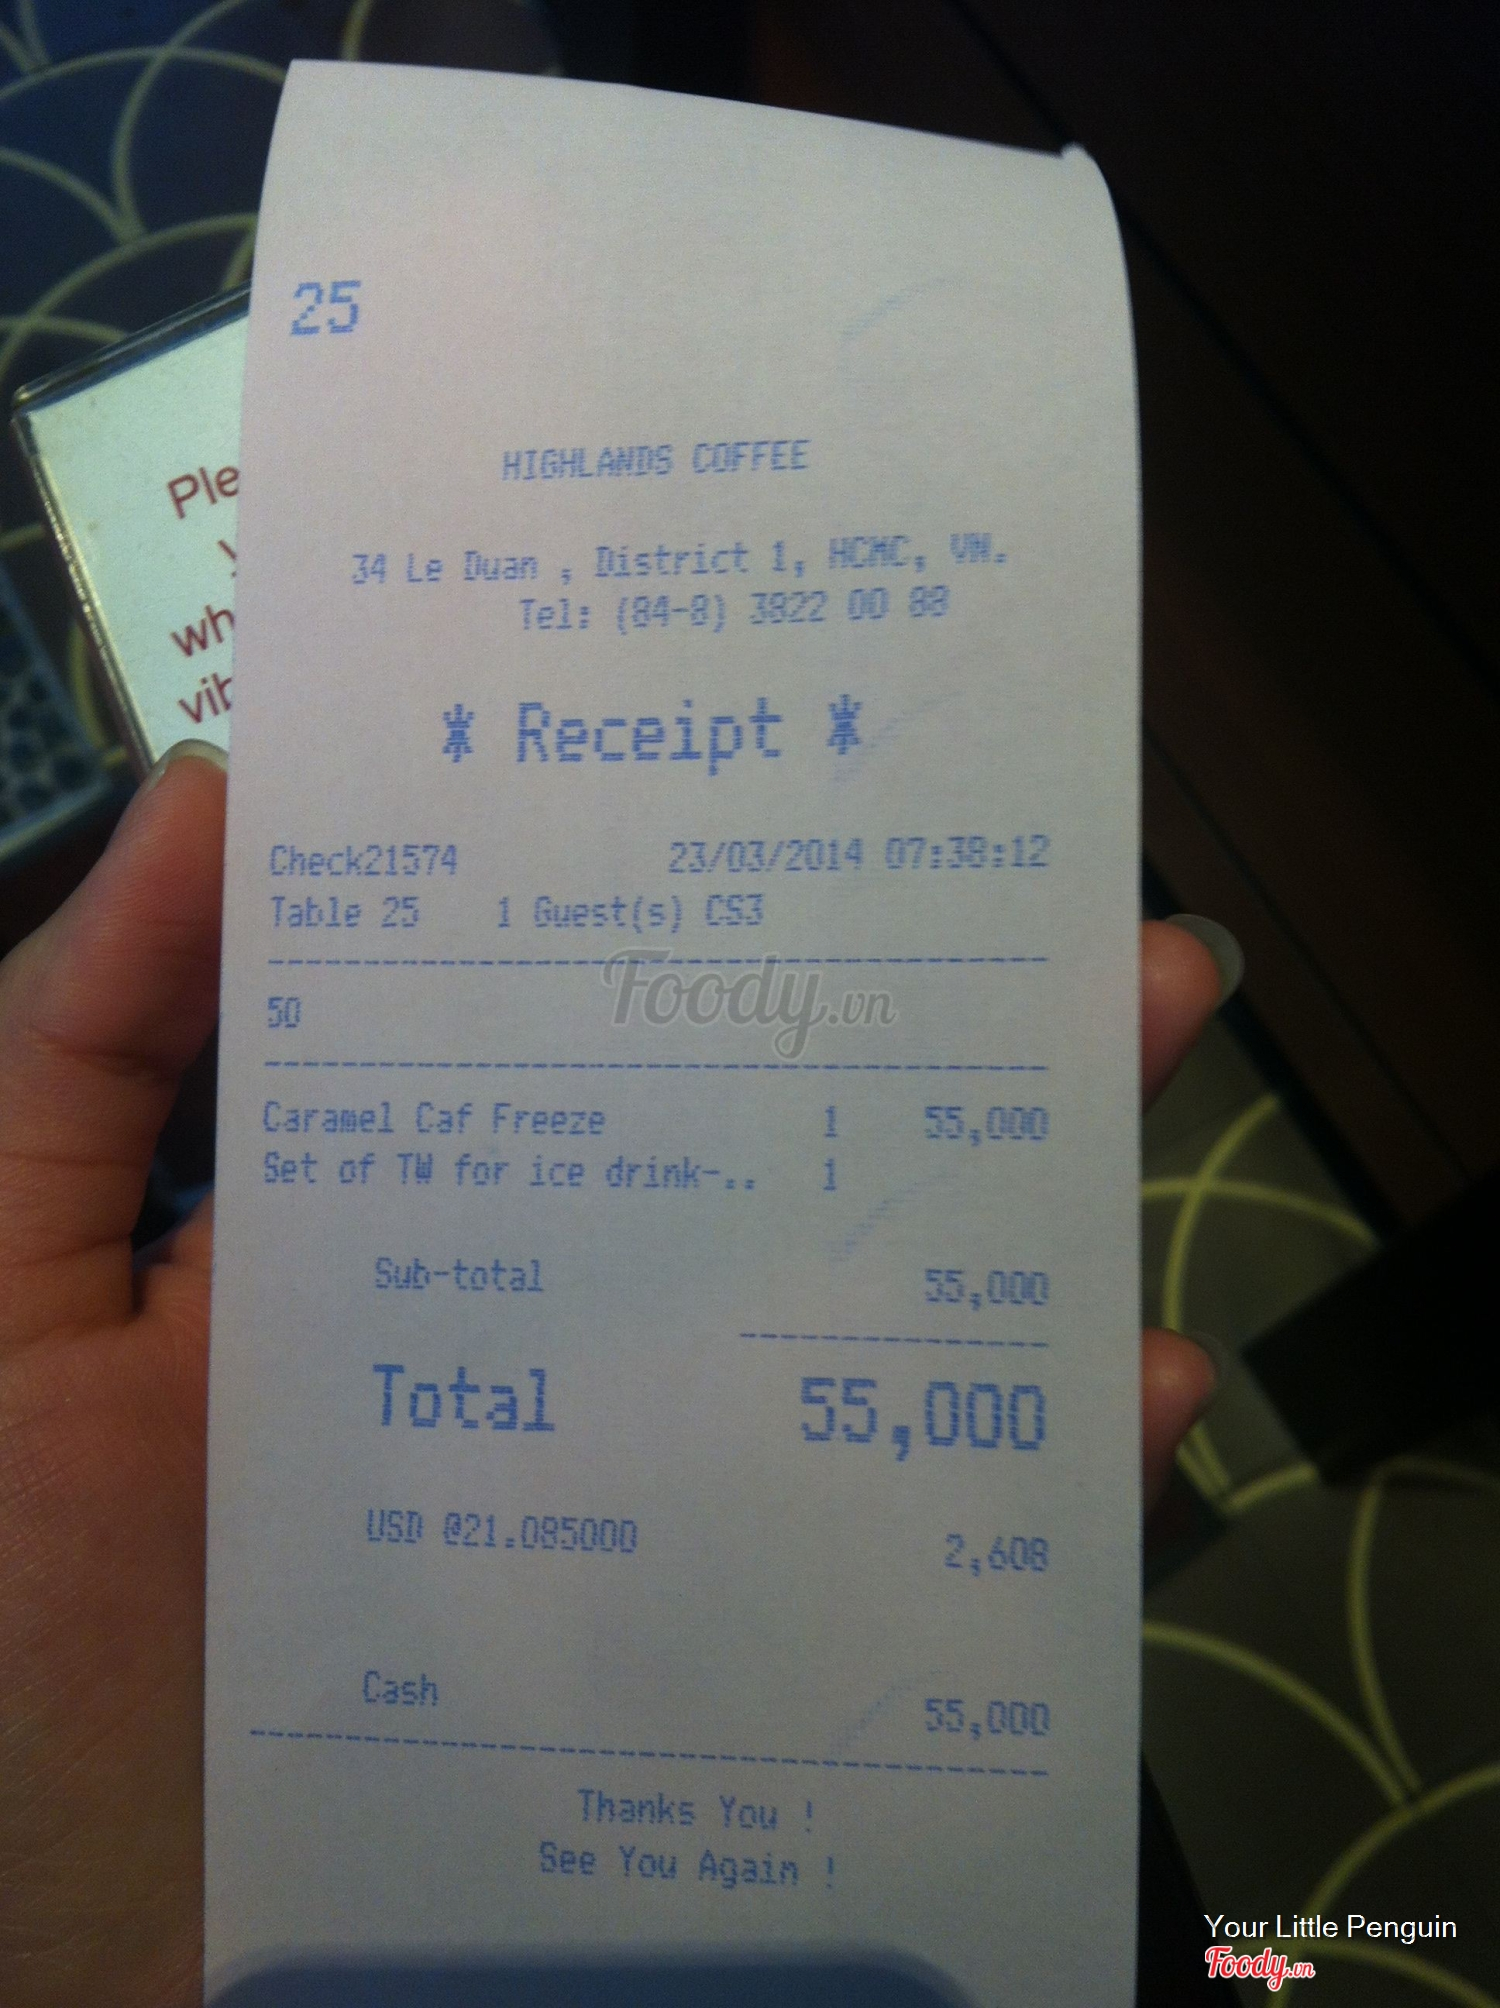 25
HIGHLANDS COFFEE
34 Le Duan , District 1, HCMC, VN.
Tel: (84-8) 3822 00 88
* Receipt *
Check21574 23/03/2014 07:38:12
Table 25 1 Guest(s) CS3
50
Caramel Caf Freeze 1 55,000
Set of TW for ice drink-.. 1
Sub-total 55,000
Total 55,000
USD @21.085000 2,608
Cash 55,000
Thanks You !
See You Again !
Ple
wh
vib
Foody.vn
Your Little Penguin
Foody.vn